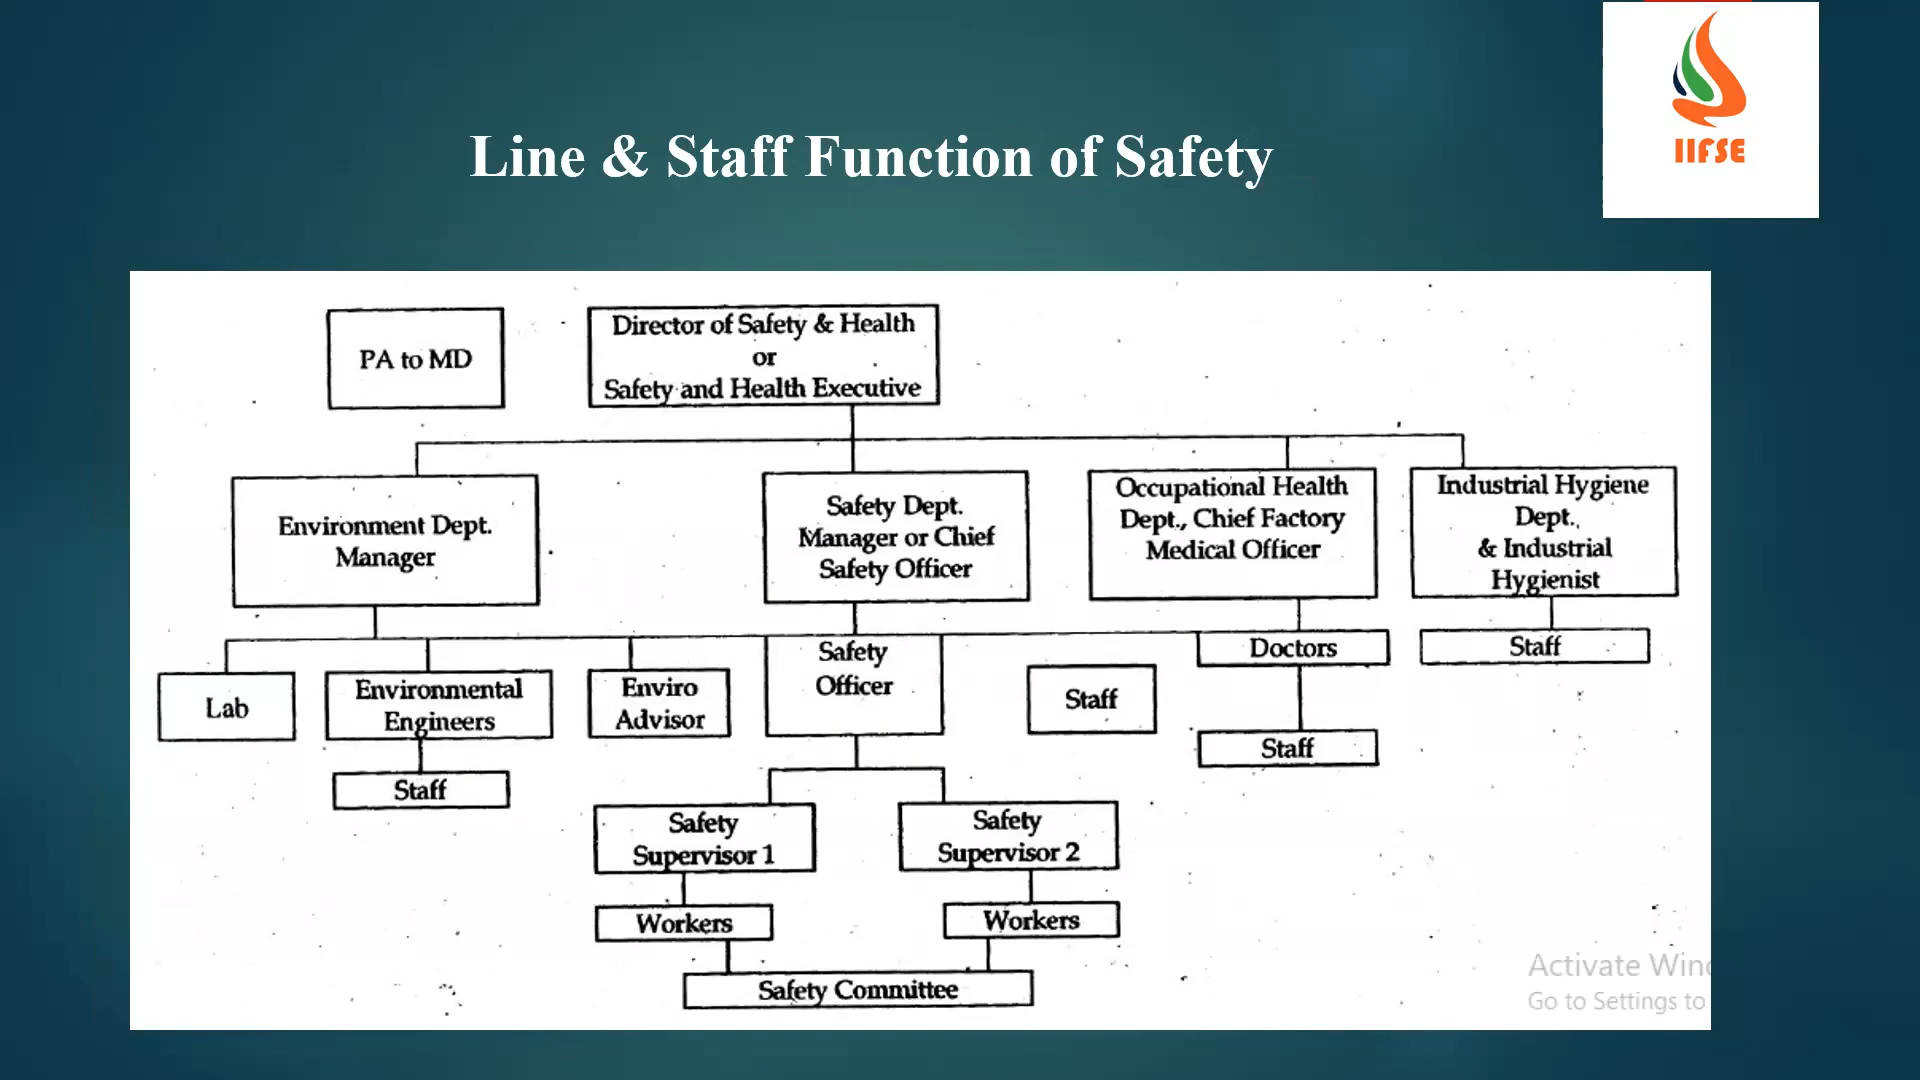 IIFSE
Line & Staff Function of Safety
PA to MD
Director of Safety & Health
or
Safety and Health Executive
Environment Dept.
Manager
Safety Dept.
Manager or Chief
Safety Officer
Occupational Health
Dept., Chief Factory
Medical Officer
Industrial Hygiene
Dept.,
& Industrial
Hygienist
Lab
Environmental
Engineers
Enviro
Advisor
Safety
Officer
Staff
Doctors
Staff
Staff
Staff
Safety
Supervisor 1
Safety
Supervisor 2
Workers
Workers
Safety Committee
Activate Wind
Go to Settings to